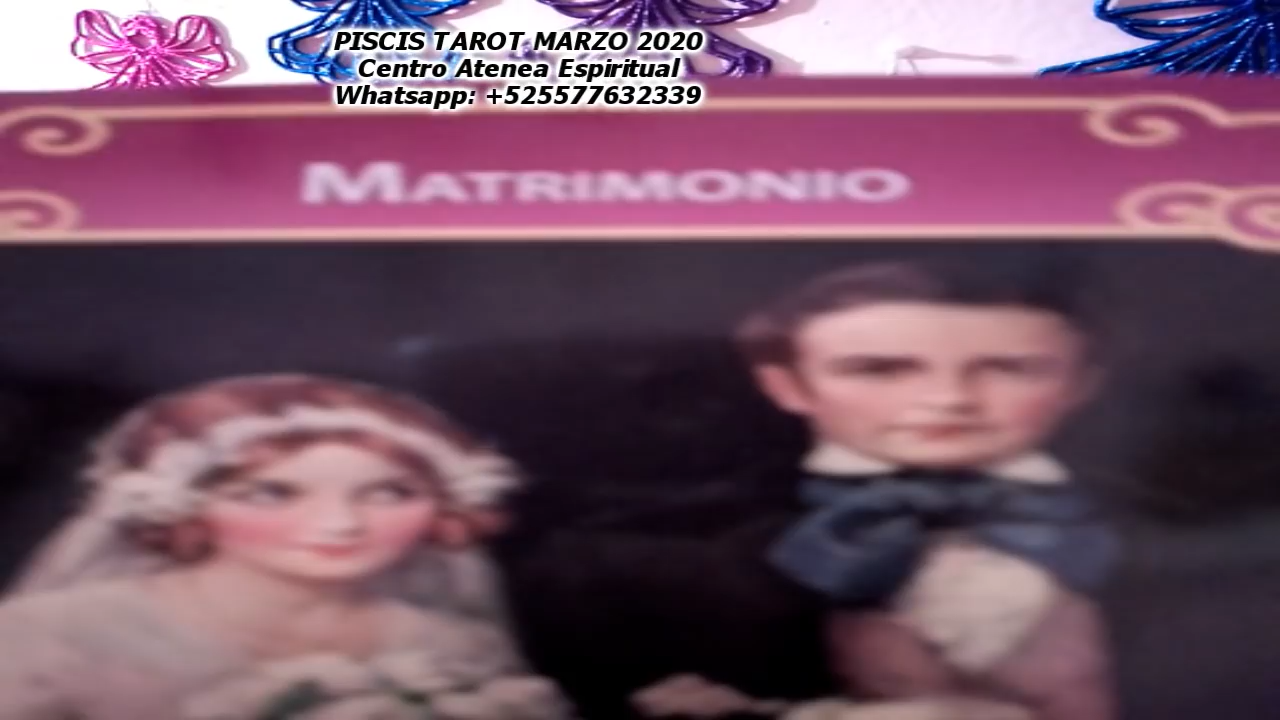 PISCIS TAROT MARZO 2020
Centro Atenea Espiritual
Whatsapp: +525577632339
MATRIMONIO